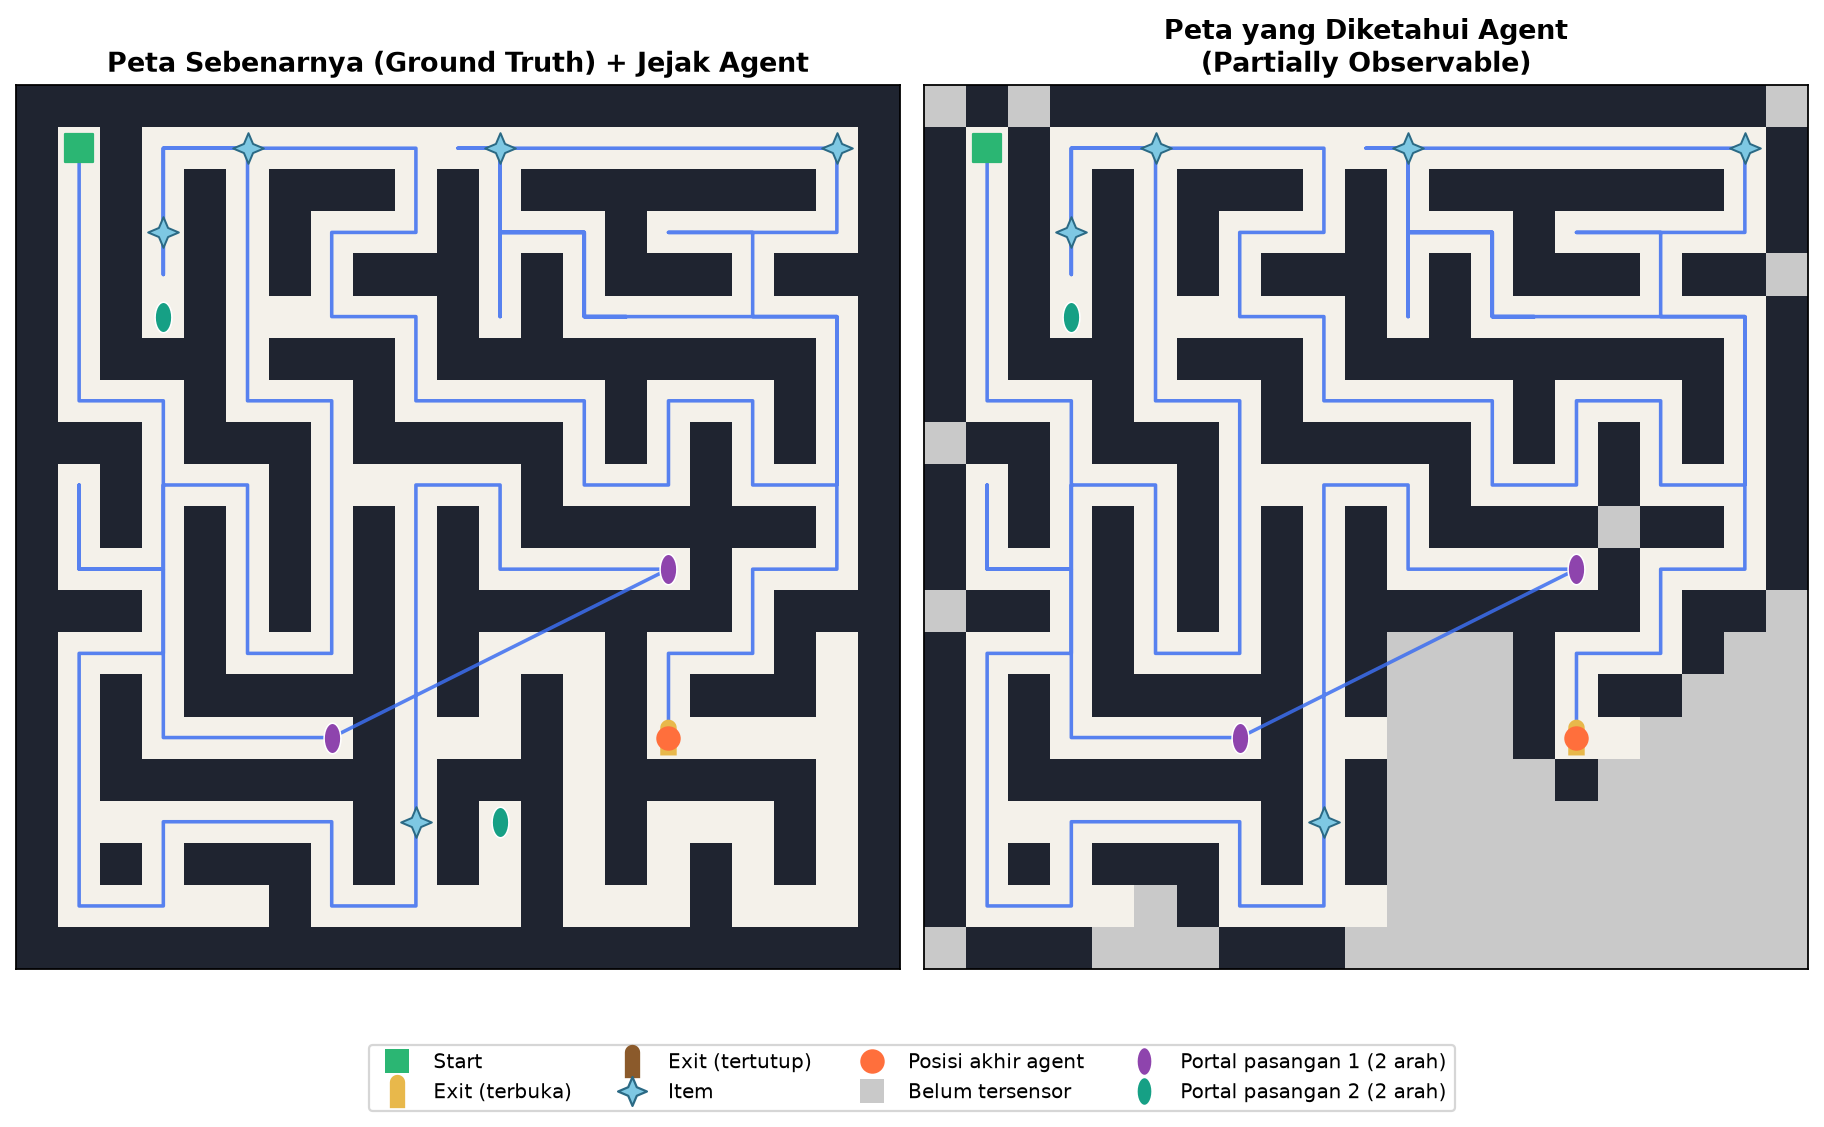 Peta Sebenarnya (Ground Truth) + Jejak Agent
Peta yang Diketahui Agent
(Partially Observable)
Start
Exit (terbuka)
Exit (tertutup)
Item
Posisi akhir agent
Belum tersensor
Portal pasangan 1 (2 arah)
Portal pasangan 2 (2 arah)